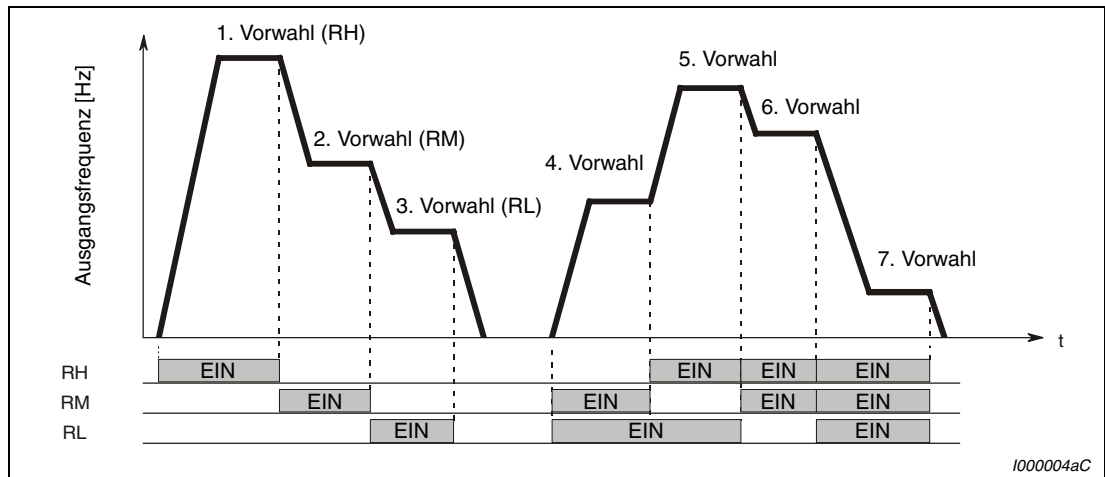 Ausgangsfrequenz [Hz]
1. Vorwahl (RH)
2. Vorwahl (RM)
3. Vorwahl (RL)
4. Vorwahl
5. Vorwahl
6. Vorwahl
7. Vorwahl
t
RH EIN EIN EIN EIN
RM EIN EIN EIN EIN
RL EIN EIN EIN
I000004aC